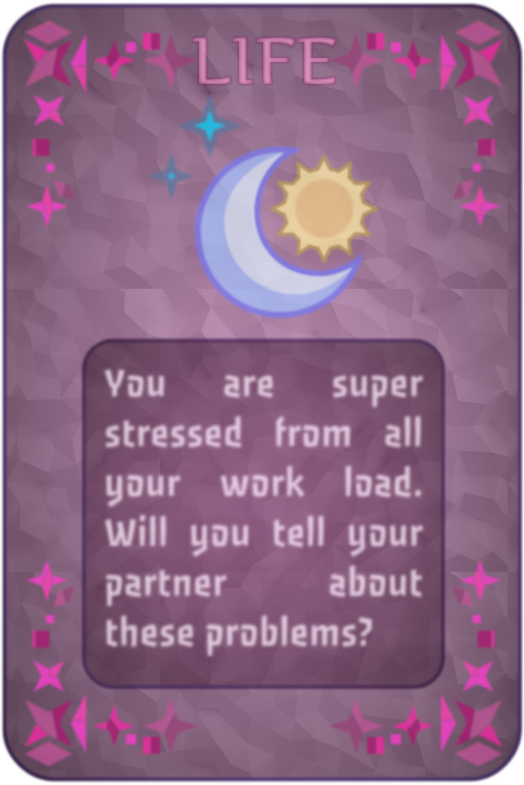 LIFE
You are super
stressed from all
your work load.
Will you tell your
partner about
these problems?